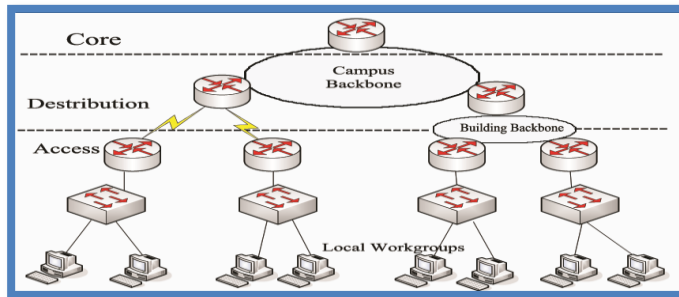 Core
Campus
Backbone
Destribution
Building Backbone
Access
Local Workgroups